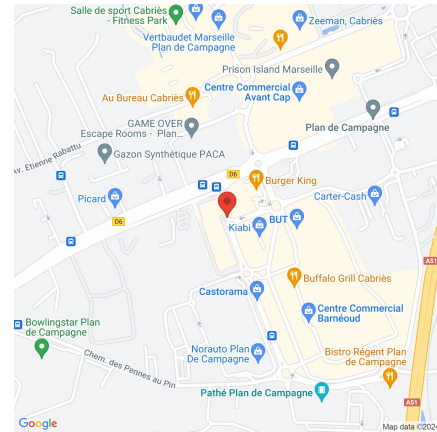 Salle de sport Cabriès
- Fitness Park
Zeeman, Cabriès
Vertbaudet Marseille
Plan de Campagne
Prison Island Marseille
Centre Commercial
Avant Cap
Au Bureau Cabriès
Plan de Campagne
GAME OVER
Escape Rooms - Plan...
Av. Etienne Rabattu
Gazon Synthétique PACA
D6
Burger King
Picard
Carter-Cash
D6
BUT
Kiabi
A51
Buffalo Grill Cabriès
Castorama
Centre Commercial
Barnéoud
Bowlingstar Plan
de Campagne
Norauto Plan
De Campagne
Bistro Régent Plan
de Campagne
Chem. des Pennes au Pin
Pathé Plan de Campagne
A51
Google
Map data ©2024